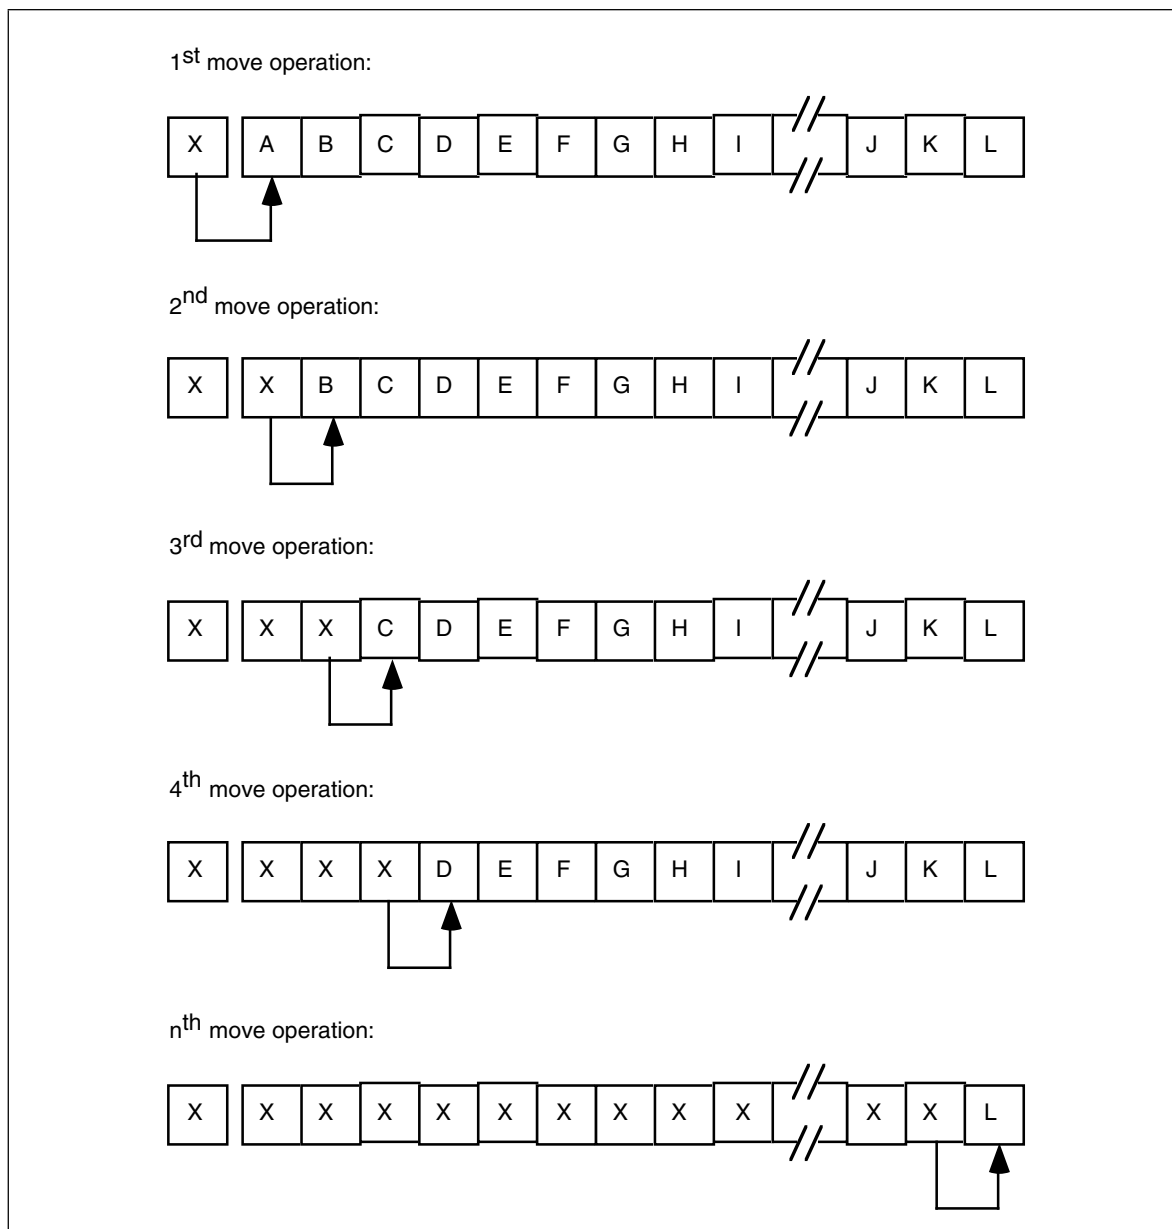 1st move operation:
X A B C D E F G H I J K L
2nd move operation:
X X B C D E F G H I J K L
3rd move operation:
X X X C D E F G H I J K L
4th move operation:
X X X X D E F G H I J K L
nth move operation:
X X X X X X X X X X X X L